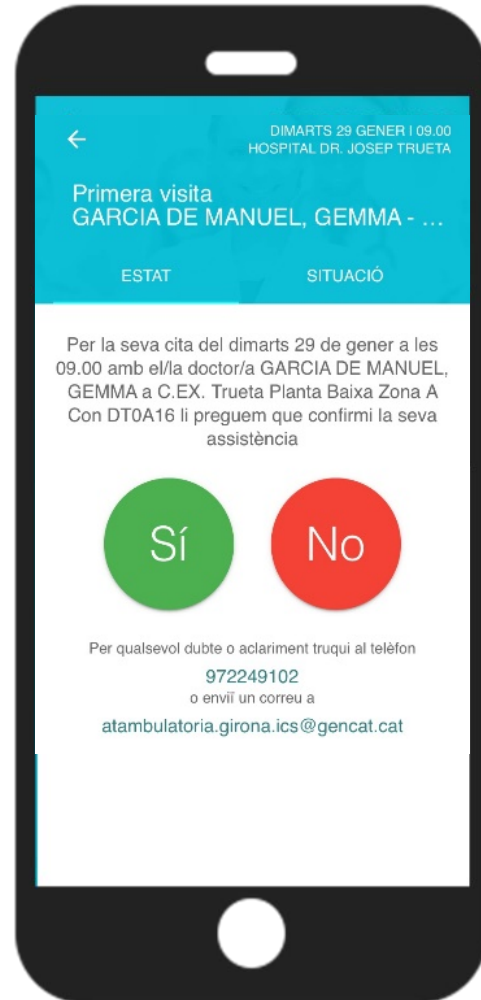 DIMARTS 29 GENER I 09.00
HOSPITAL DR. JOSEP TRUETA
Primera visita
GARCIA DE MANUEL, GEMMA - ...
ESTAT
SITUACIÓ
Per la seva cita del dimarts 29 de gener a les
09.00 amb el/la doctor/a GARCIA DE MANUEL,
GEMMA a C.EX. Trueta Planta Baixa Zona A
Con DT0A16 li preguem que confirmi la seva
assistència
Sí
No
Per qualsevol dubte o aclariment truqui al telèfon
972249102
o enviï un correu a
atambulatoria.girona.ics@gencat.cat